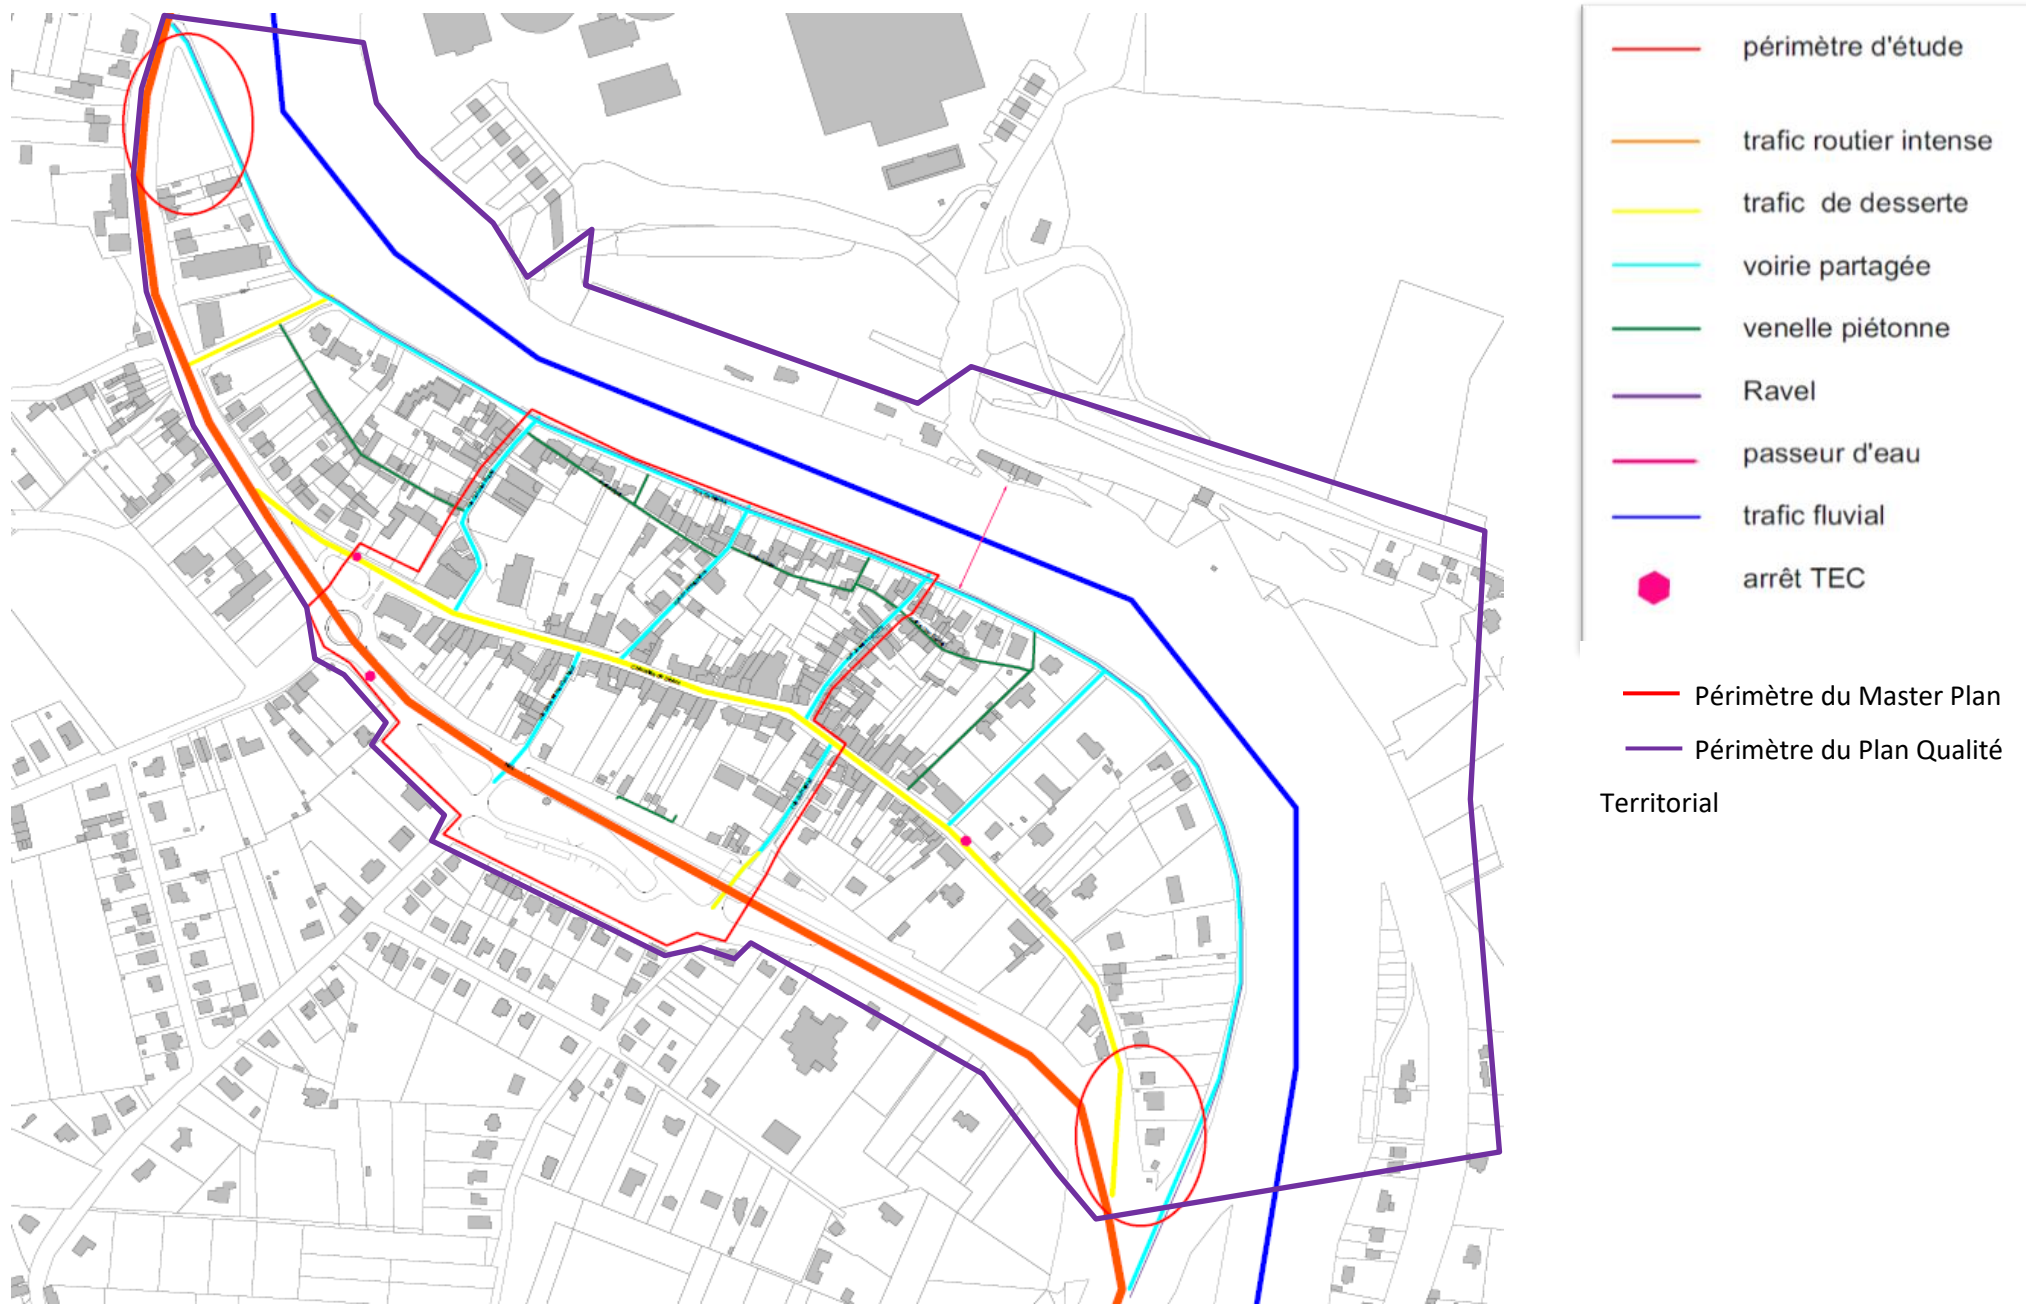 périmètre d'étude
trafic routier intense
trafic de desserte
voirie partagée
venelle piétonne
Ravel
passeur d'eau
trafic fluvial
arrêt TEC
Périmètre du Master Plan
Périmètre du Plan Qualité
Territorial